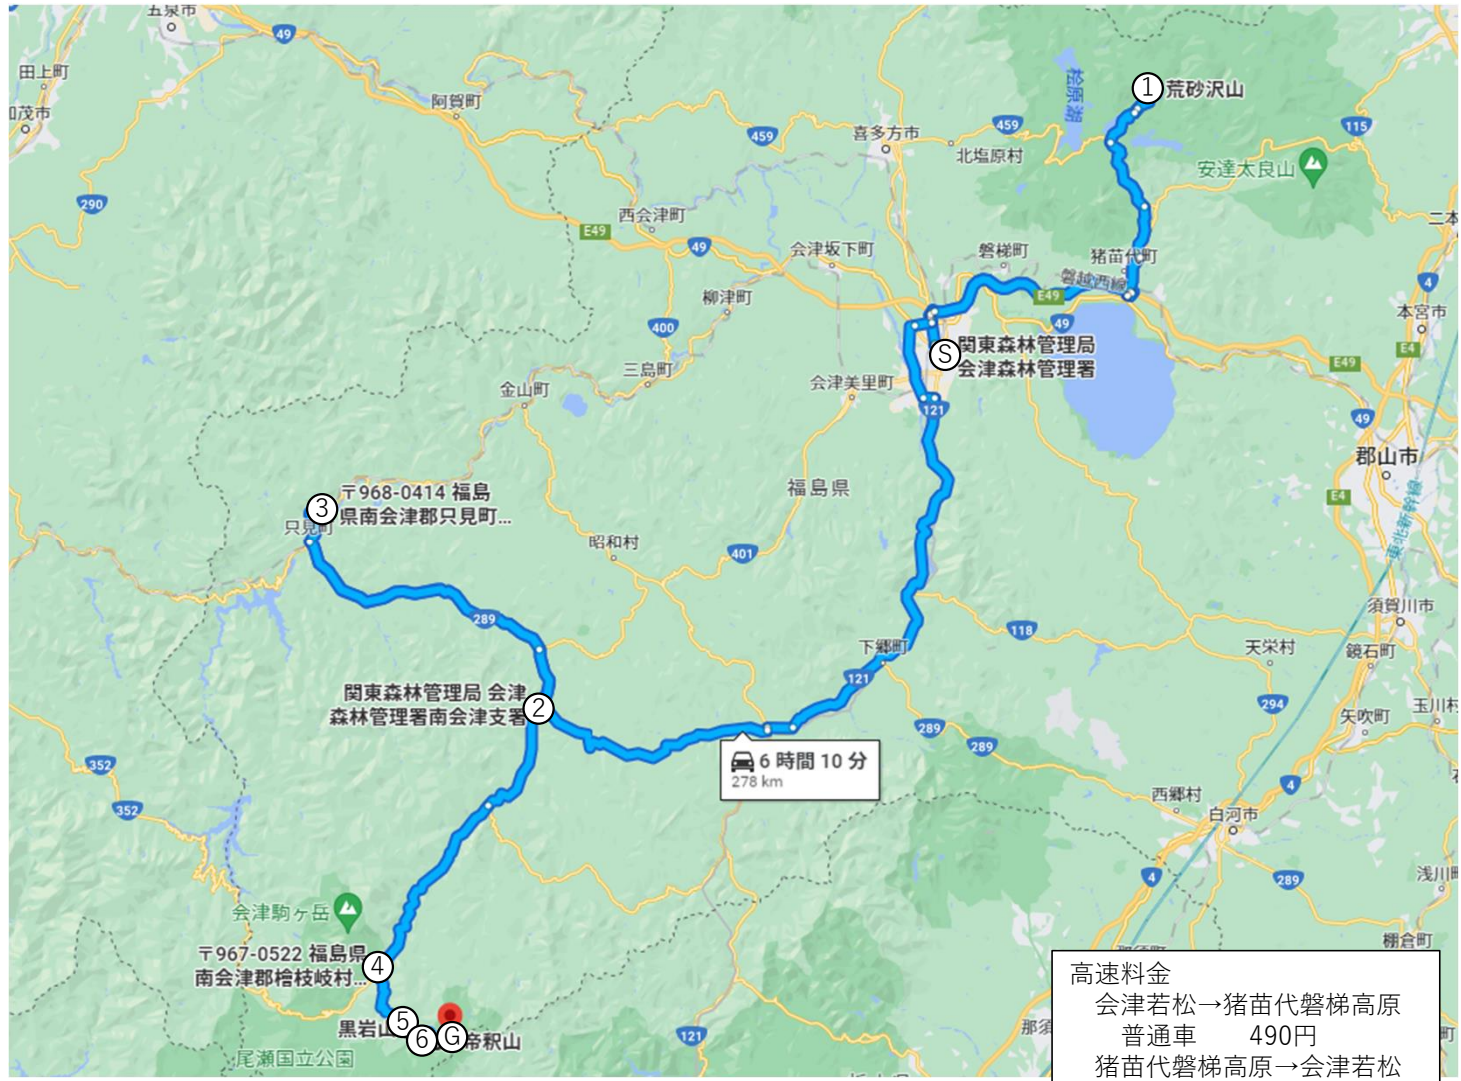 五泉市
49
田上町
阿賀町
①荒砂沢山
桧原湖
115
459
喜多方市
459
北塩原村
安達太良山
290
西会津町
E49
49
会津坂下町
磐梯町
猪苗代町
磐越西線
E49
49
柳津町
400
本宮市
4
E4
E49
Ⓢ関東森林管理局
会津森林管理署
三島町
金山町
会津美里町
121
49
郡山市
E4
③〒968-0414 福島
県南会津郡只見町...
福島県
東北新幹線
昭和村
401
289
118
須賀川市
下郷町
天栄村
鏡石町
121
関東森林管理局 会津
森林管理署南会津支署
②
289
289
294
矢吹町
玉川村
6 時間 10 分
278 km
352
352
西郷村
白河市
4
4
289
浅川町
会津駒ヶ岳
〒967-0522 福島県
南会津郡檜枝岐村...
④
棚倉町
黒岩山
⑤
⑥
Ⓖ
帝釈山
尾瀬国立公園
121
高速料金
会津若松→猪苗代磐梯高原
普通車 490円
猪苗代磐梯高原→会津若松